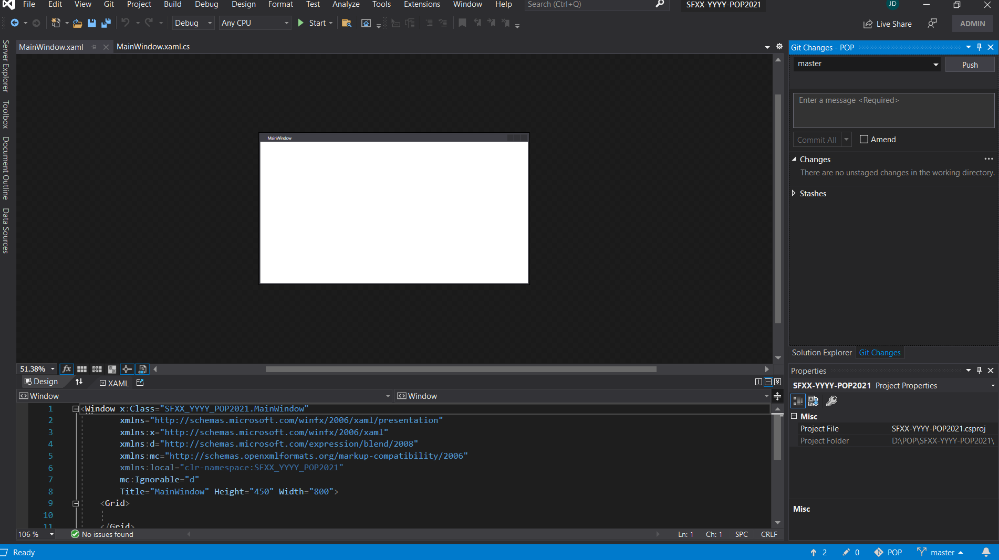 File Edit View Git Project Build Debug Design Format Test Analyze Tools Extensions Window Help Search (Ctrl+Q) SFXX-YYYY-POP2021 JD
Debug Any CPU Start Live Share ADMIN
Server Explorer
Toolbox
Document Outline
Data Sources
MainWindow.xaml MainWindow.xaml.cs
MainWindow
51.38% fx
Design XAML
Window Window
1 <Window x:Class="SFXX_YYYY_POP2021.MainWindow"
2 xmlns="http://schemas.microsoft.com/winfx/2006/xaml/presentation"
3 xmlns:x="http://schemas.microsoft.com/winfx/2006/xaml"
4 xmlns:d="http://schemas.microsoft.com/expression/blend/2008"
5 xmlns:mc="http://schemas.openxmlformats.org/markup-compatibility/2006"
6 xmlns:local="clr-namespace:SFXX_YYYY_POP2021"
7 mc:Ignorable="d"
8 Title="MainWindow" Height="450" Width="800">
9 <Grid>
10
11 </Grid>
106 % No issues found Ln: 1 Ch: 1 SPC CRLF
Git Changes - POP
master Push
Enter a message <Required>
Commit All Amend
Changes
There are no unstaged changes in the working directory.
Stashes
Solution Explorer Git Changes
Properties
SFXX-YYYY-POP2021 Project Properties
Misc
Project File SFXX-YYYY-POP2021.csproj
Project Folder D:\POP\SFXX-YYYY-POP2021\
Misc
Ready 2 0 POP master